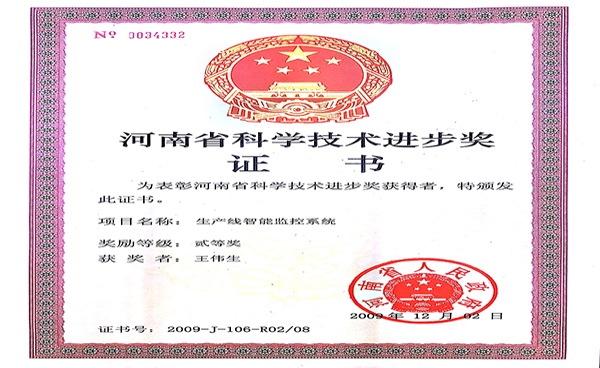 Nº 0034332
河南省科学技术进步奖
证 书
为表彰河南省科学技术进步奖获得者，特颁发
此证书。
项目名称： 生产线智能监控系统
奖励等级： 贰等奖
获 奖 者： 王伟生
河南省人民政府
2009 年 12 月 02 日
证书号： 2009-J-106-R02/08